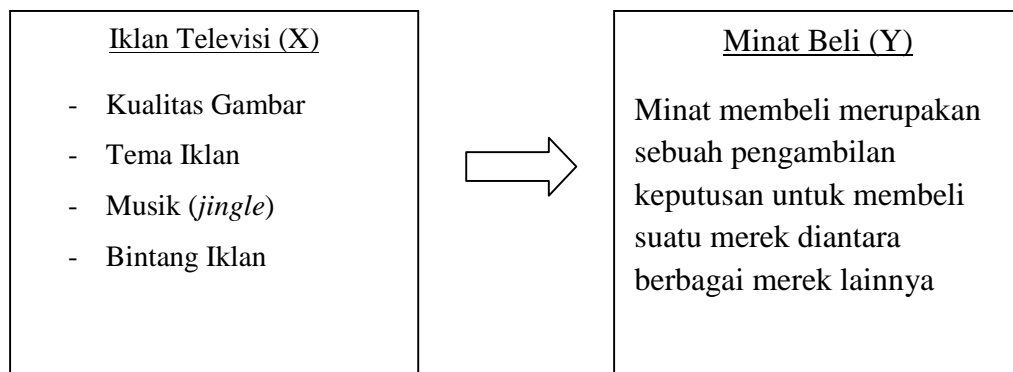 Iklan Televisi (X)
- Kualitas Gambar
- Tema Iklan
- Musik (jingle)
- Bintang Iklan
Minat Beli (Y)
Minat membeli merupakan
sebuah pengambilan
keputusan untuk membeli
suatu merek diantara
berbagai merek lainnya